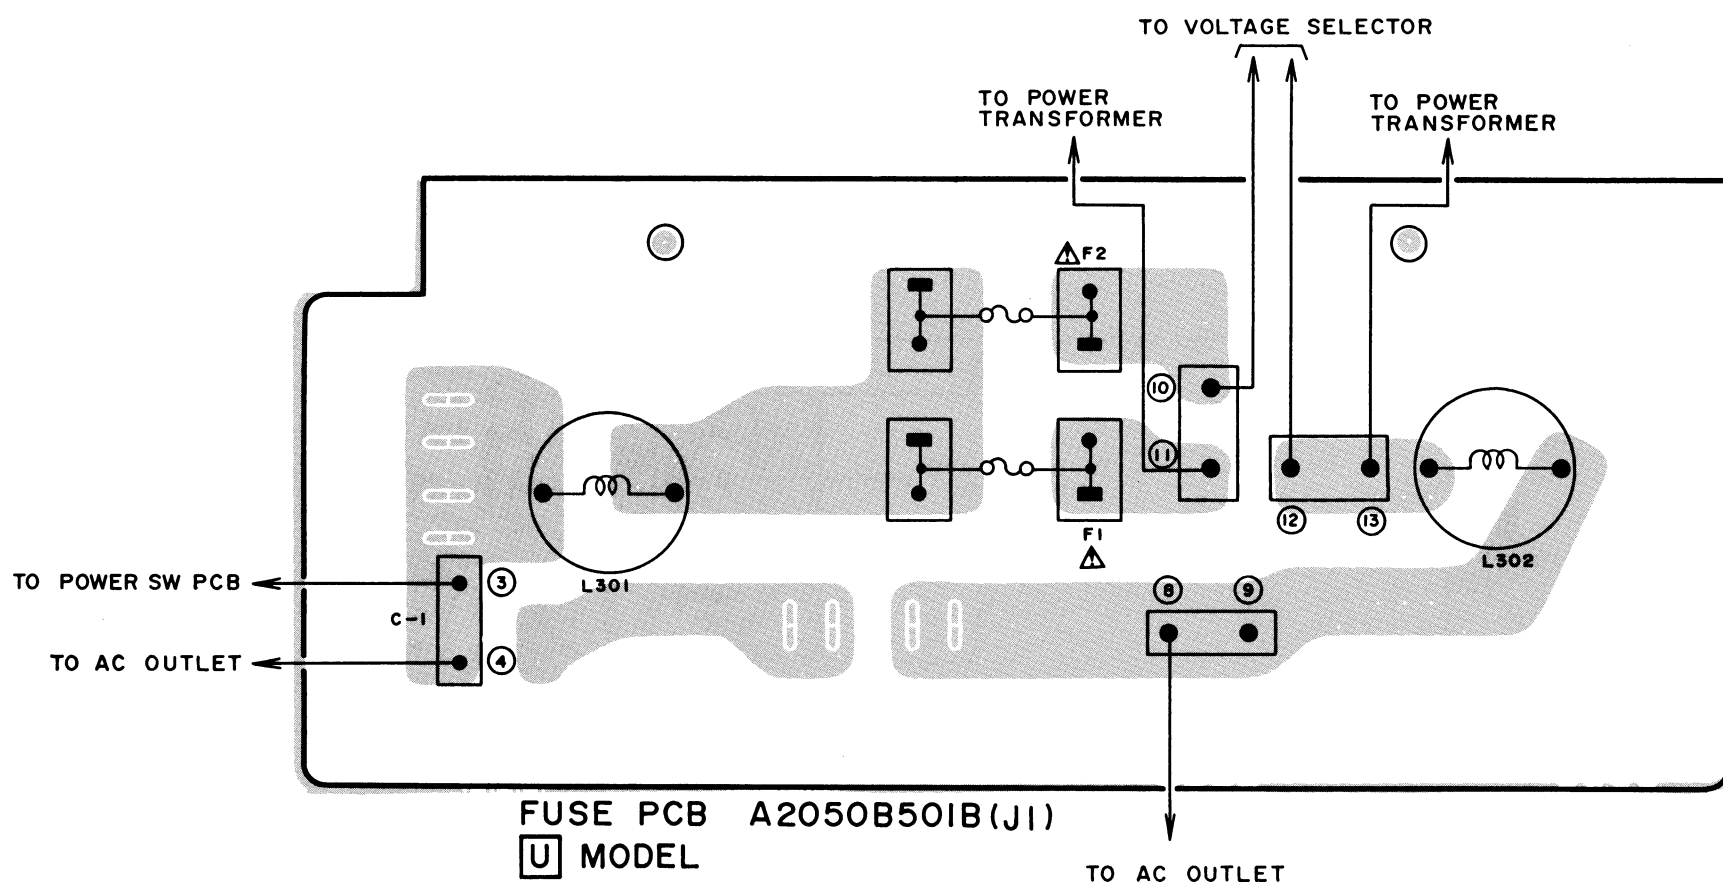 TO VOLTAGE SELECTOR
TO POWER
TRANSFORMER
TO POWER
TRANSFORMER
F2
10
11
12
13
F1
L301
L302
TO POWER SW PCB
3
C-1
8
9
TO AC OUTLET
4
FUSE PCB A2050B501B (J1)
U MODEL
TO AC OUTLET